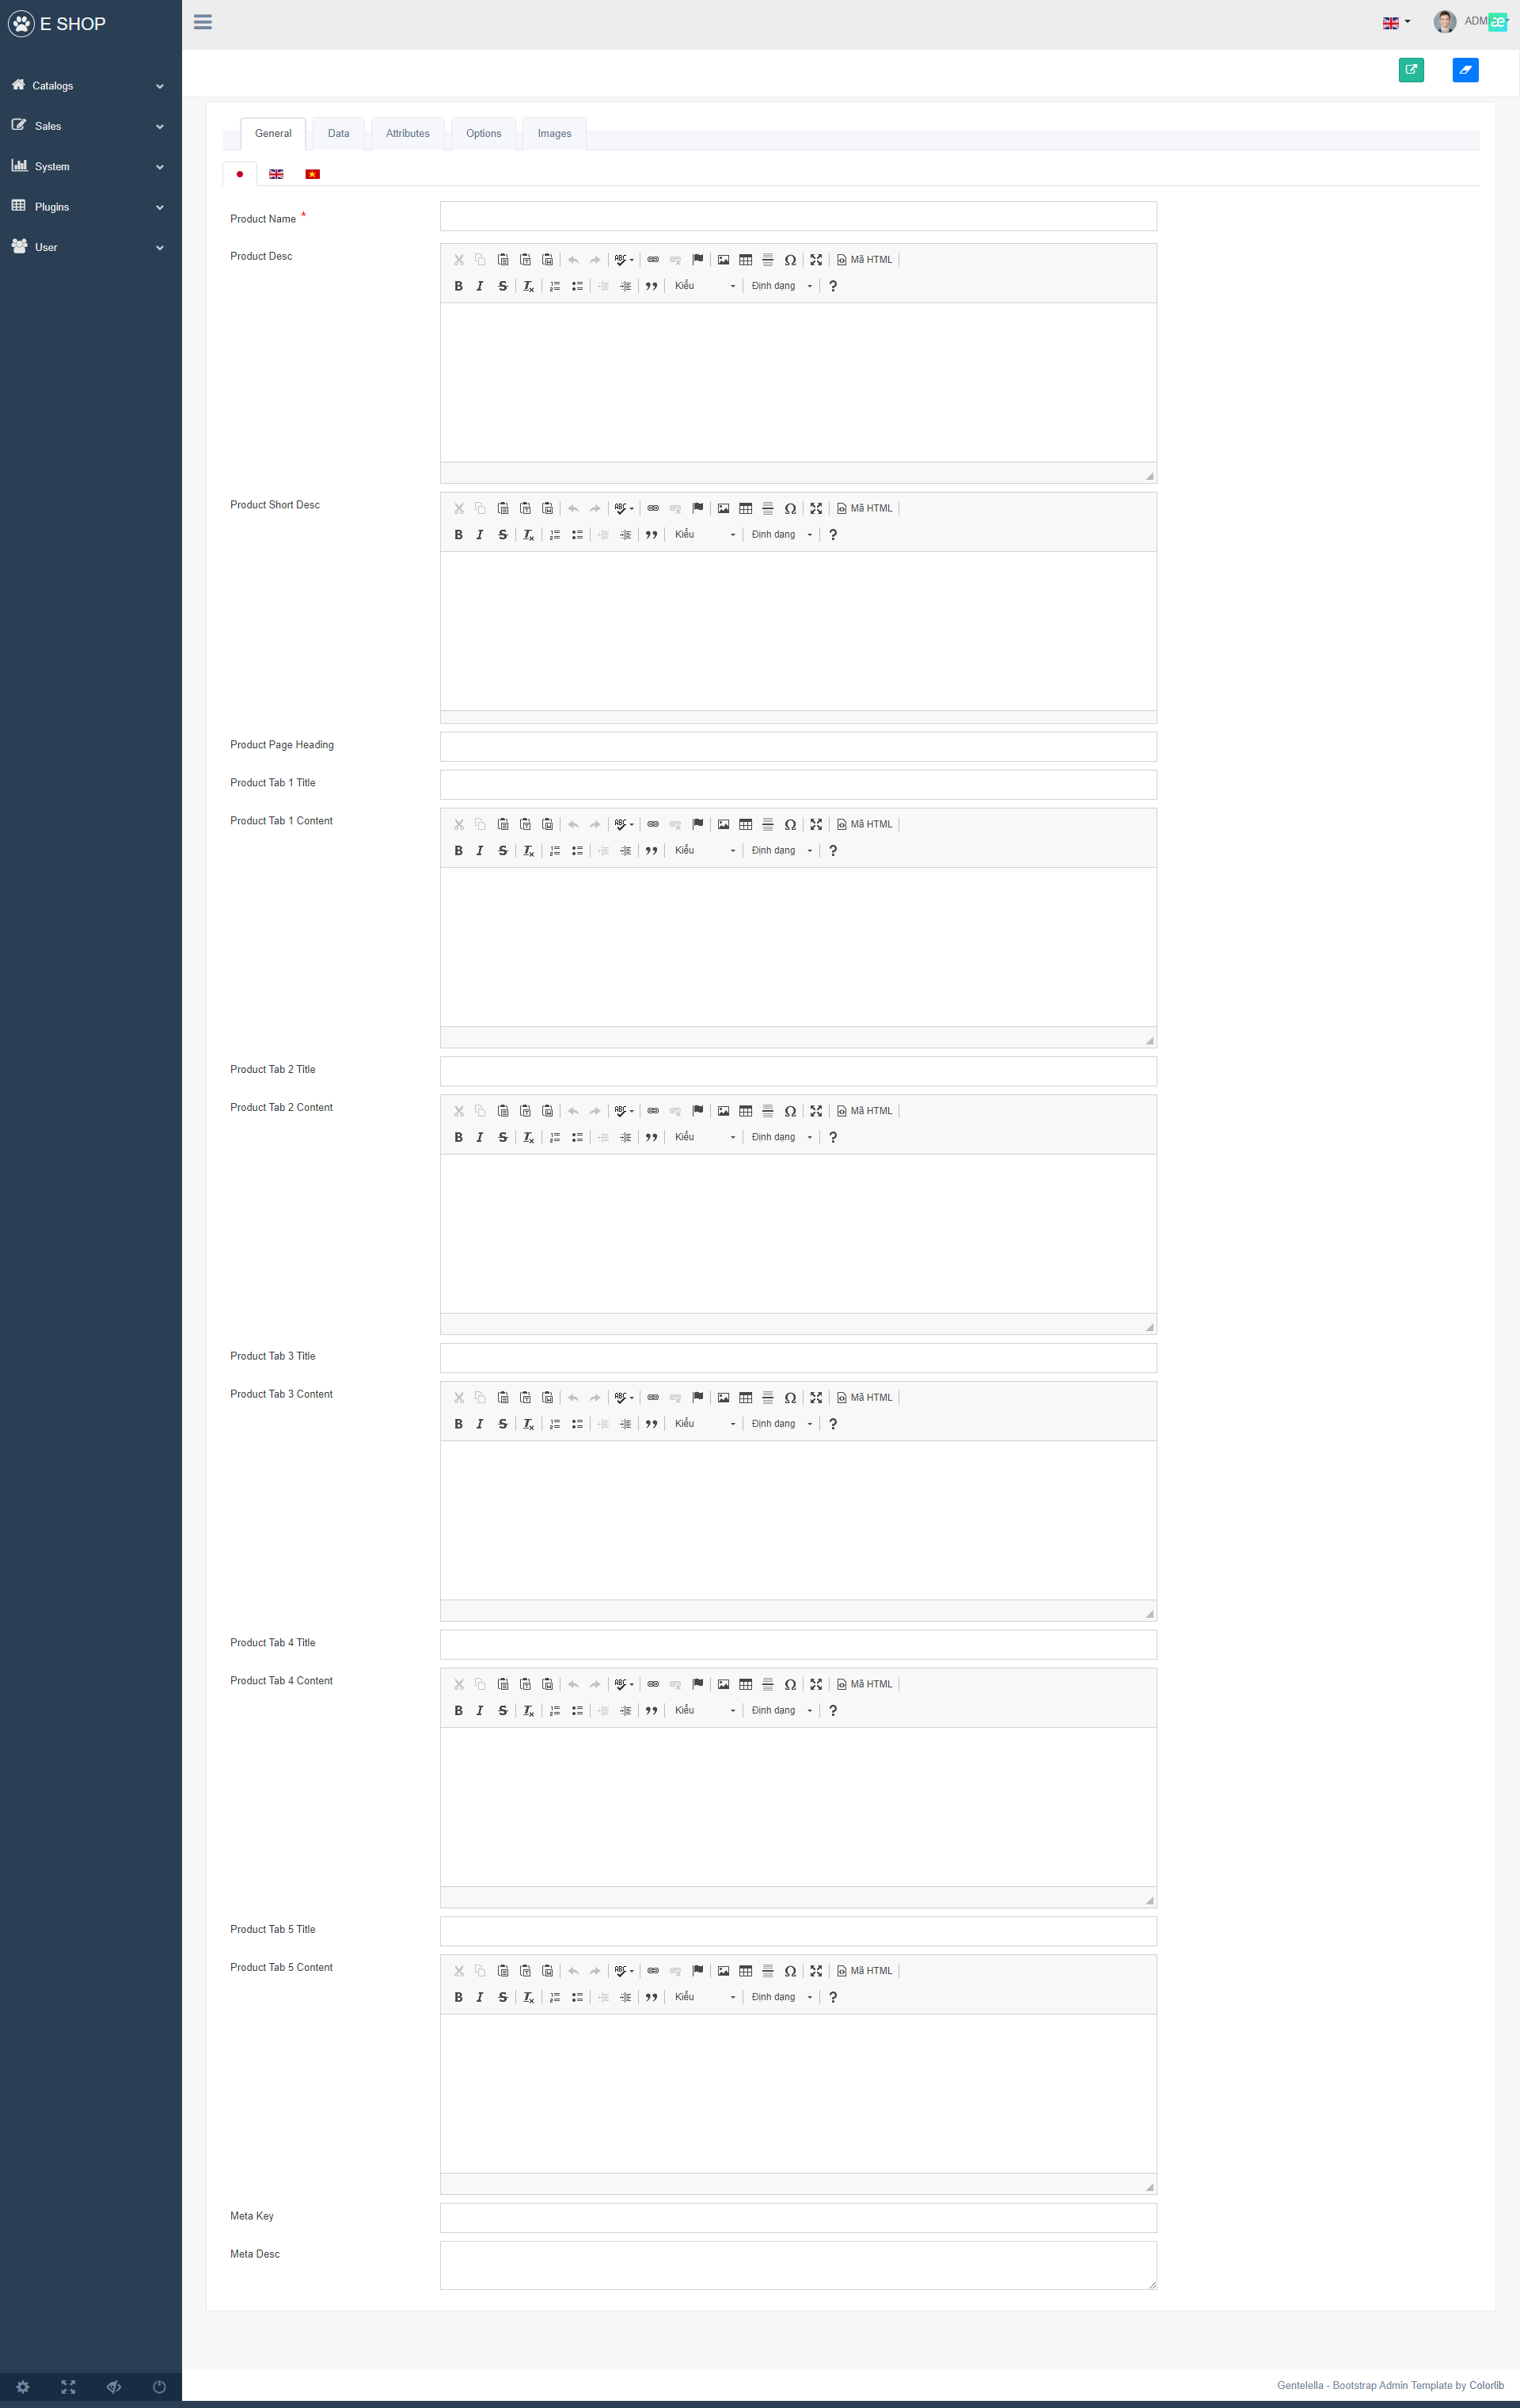 E SHOP
ADM
æ
Catalogs
Sales
System
Plugins
User
General
Data
Attributes
Options
Images
Product Name *
Product Desc
Mã HTML
Kiểu
Định dạng
?
Product Short Desc
Mã HTML
Kiểu
Định dạng
?
Product Page Heading
Product Tab 1 Title
Product Tab 1 Content
Mã HTML
Kiểu
Định dạng
?
Product Tab 2 Title
Product Tab 2 Content
Mã HTML
Kiểu
Định dạng
?
Product Tab 3 Title
Product Tab 3 Content
Mã HTML
Kiểu
Định dạng
?
Product Tab 4 Title
Product Tab 4 Content
Mã HTML
Kiểu
Định dạng
?
Product Tab 5 Title
Product Tab 5 Content
Mã HTML
Kiểu
Định dạng
?
Meta Key
Meta Desc
Gentelella - Bootstrap Admin Template by Colorlib